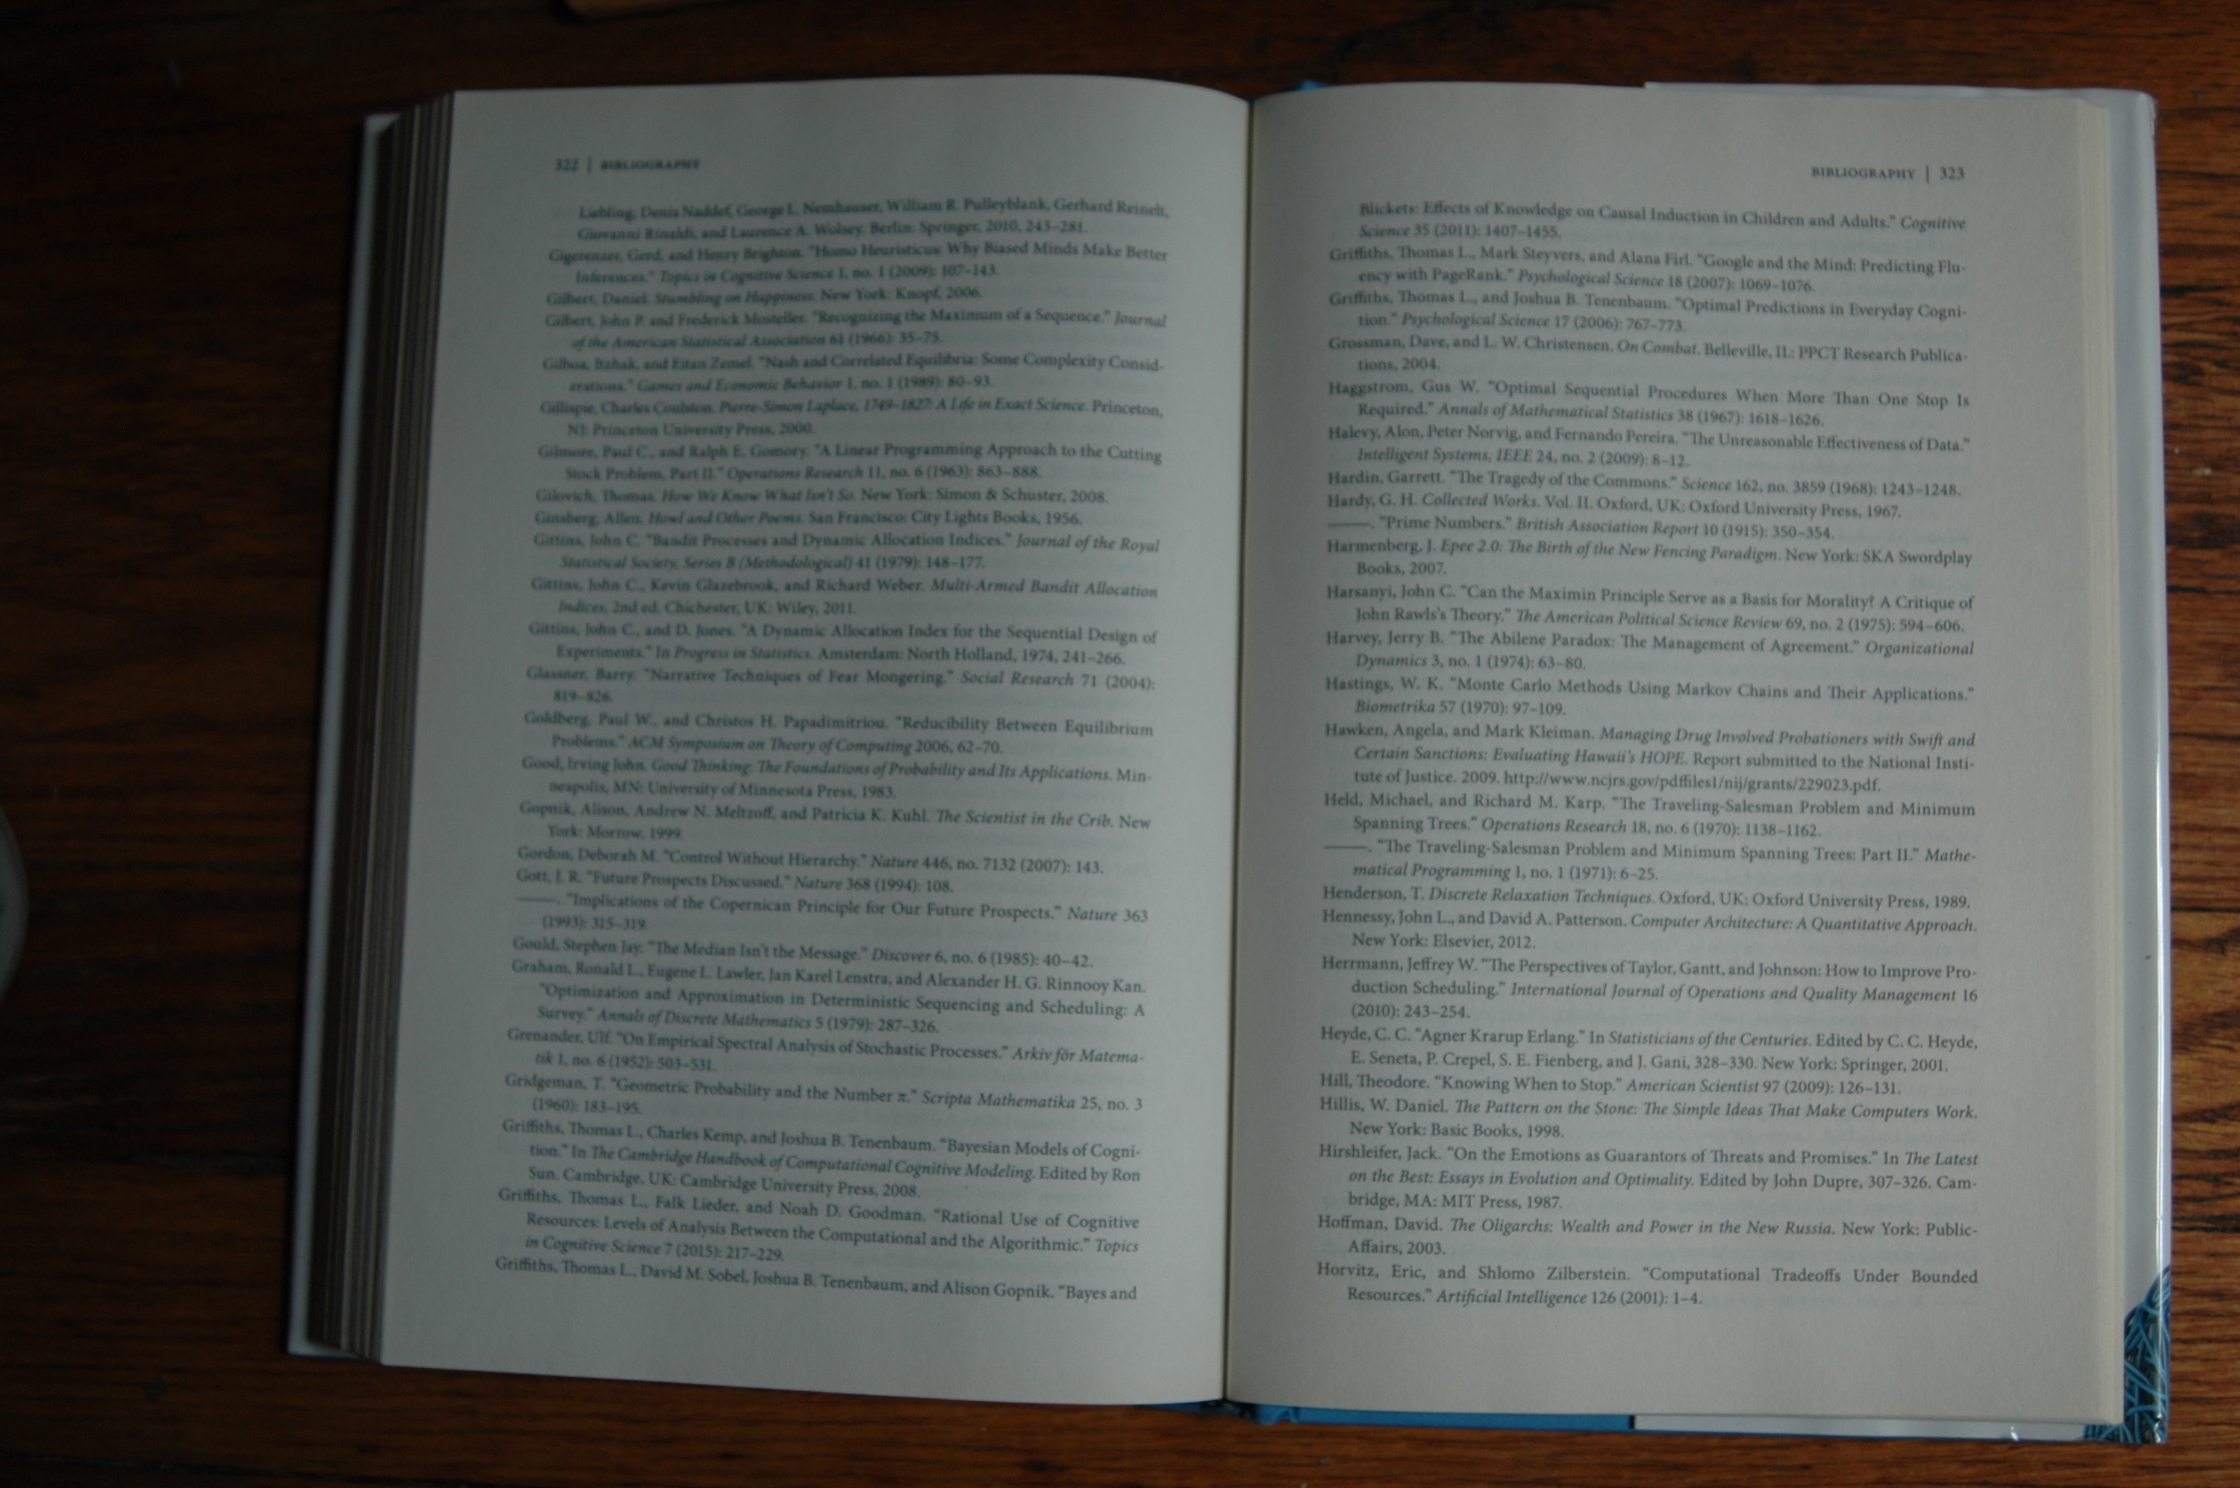 322 | BIBLIOGRAPHY
Liebling, Denis Naddef, George L. Nemhauser, William R. Pulleyblank, Gerhard Reinelt,
Giovanni Rinaldi, and Laurence A. Wolsey. Berlin: Springer, 2010, 243–281.
Gigerenzer, Gerd, and Henry Brighton. "Homo Heuristicus: Why Biased Minds Make Better
Inferences." Topics in Cognitive Science 1, no. 1 (2009): 107–143.
Gilbert, Daniel. Stumbling on Happiness. New York: Knopf, 2006.
Gilbert, John P. and Frederick Mosteller. "Recognizing the Maximum of a Sequence." Journal
of the American Statistical Association 61 (1966): 35–73.
Gilboa, Itzhak, and Eitan Zemel. "Nash and Correlated Equilibria: Some Complexity Consid-
erations." Games and Economic Behavior 1, no. 1 (1989): 80–93.
Gillispie, Charles Coulston. Pierre-Simon Laplace, 1749–1827: A Life in Exact Science. Princeton,
NJ: Princeton University Press, 2000.
Gilmore, Paul C., and Ralph E. Gomory. "A Linear Programming Approach to the Cutting
Stock Problem, Part II." Operations Research 11, no. 6 (1963): 863–888.
Gilovich, Thomas. How We Know What Isn't So. New York: Simon & Schuster, 2008.
Ginsberg, Allen. Howl and Other Poems. San Francisco: City Lights Books, 1956.
Gittins, John C. "Bandit Processes and Dynamic Allocation Indices." Journal of the Royal
Statistical Society, Series B (Methodological) 41 (1979): 148–177.
Gittins, John C., Kevin Glazebrook, and Richard Weber. Multi-Armed Bandit Allocation
Indices, 2nd ed. Chichester, UK: Wiley, 2011.
Gittins, John C., and D. Jones. "A Dynamic Allocation Index for the Sequential Design of
Experiments." In Progress in Statistics. Amsterdam: North Holland, 1974, 241–266.
Glassner, Barry. "Narrative Techniques of Fear Mongering." Social Research 71 (2004):
819–826.
Goldberg, Paul W., and Christos H. Papadimitriou. "Reducibility Between Equilibrium
Problems." ACM Symposium on Theory of Computing 2006, 62–70.
Good, Irving John. Good Thinking: The Foundations of Probability and Its Applications. Min-
neapolis, MN: University of Minnesota Press, 1983.
Gopnik, Alison, Andrew N. Meltzoff, and Patricia K. Kuhl. The Scientist in the Crib. New
York: Morrow, 1999.
Gordon, Deborah M. "Control Without Hierarchy." Nature 446, no. 7132 (2007): 143.
Gott, J. R. "Future Prospects Discussed." Nature 368 (1994): 108.
———. "Implications of the Copernican Principle for Our Future Prospects." Nature 363
(1993): 315–319.
Gould, Stephen Jay. "The Median Isn't the Message." Discover 6, no. 6 (1985): 40–42.
Graham, Ronald L., Eugene L. Lawler, Jan Karel Lenstra, and Alexander H. G. Rinnooy Kan.
"Optimization and Approximation in Deterministic Sequencing and Scheduling: A
Survey." Annals of Discrete Mathematics 5 (1979): 287–326.
Grenander, Ulf. "On Empirical Spectral Analysis of Stochastic Processes." Arkiv för Matema-
tik 1, no. 6 (1952): 503–531.
Gridgeman, T. "Geometric Probability and the Number π." Scripta Mathematika 25, no. 3
(1960): 183–195.
Griffiths, Thomas L., Charles Kemp, and Joshua B. Tenenbaum. "Bayesian Models of Cogni-
tion." In The Cambridge Handbook of Computational Cognitive Modeling. Edited by Ron
Sun. Cambridge, UK: Cambridge University Press, 2008.
Griffiths, Thomas L., Falk Lieder, and Noah D. Goodman. "Rational Use of Cognitive
Resources: Levels of Analysis Between the Computational and the Algorithmic." Topics
in Cognitive Science 7 (2015): 217–229.
Griffiths, Thomas L., David M. Sobel, Joshua B. Tenenbaum, and Alison Gopnik. "Bayes and
BIBLIOGRAPHY | 323
Blickets: Effects of Knowledge on Causal Induction in Children and Adults." Cognitive
Science 35 (2011): 1407–1455.
Griffiths, Thomas L., Mark Steyvers, and Alana Firl. "Google and the Mind: Predicting Flu-
ency with PageRank." Psychological Science 18 (2007): 1069–1076.
Griffiths, Thomas L., and Joshua B. Tenenbaum. "Optimal Predictions in Everyday Cogni-
tion." Psychological Science 17 (2006): 767–773.
Grossman, Dave, and L. W. Christensen. On Combat. Belleville, IL: PPCT Research Publica-
tions, 2004.
Haggstrom, Gus W. "Optimal Sequential Procedures When More Than One Stop Is
Required." Annals of Mathematical Statistics 38 (1967): 1618–1626.
Halevy, Alon, Peter Norvig, and Fernando Pereira. "The Unreasonable Effectiveness of Data."
Intelligent Systems, IEEE 24, no. 2 (2009): 8–12.
Hardin, Garrett. "The Tragedy of the Commons." Science 162, no. 3859 (1968): 1243–1248.
Hardy, G. H. Collected Works. Vol. II. Oxford, UK: Oxford University Press, 1967.
———. "Prime Numbers." British Association Report 10 (1915): 350–354.
Harmenberg, J. Epee 2.0: The Birth of the New Fencing Paradigm. New York: SKA Swordplay
Books, 2007.
Harsanyi, John C. "Can the Maximin Principle Serve as a Basis for Morality? A Critique of
John Rawls's Theory." The American Political Science Review 69, no. 2 (1975): 594–606.
Harvey, Jerry B. "The Abilene Paradox: The Management of Agreement." Organizational
Dynamics 3, no. 1 (1974): 63–80.
Hastings, W. K. "Monte Carlo Methods Using Markov Chains and Their Applications."
Biometrika 57 (1970): 97–109.
Hawken, Angela, and Mark Kleiman. Managing Drug Involved Probationers with Swift and
Certain Sanctions: Evaluating Hawaii's HOPE. Report submitted to the National Insti-
tute of Justice. 2009. http://www.ncjrs.gov/pdffiles1/nij/grants/229023.pdf.
Held, Michael, and Richard M. Karp. "The Traveling-Salesman Problem and Minimum
Spanning Trees." Operations Research 18, no. 6 (1970): 1138–1162.
———. "The Traveling-Salesman Problem and Minimum Spanning Trees: Part II." Mathe-
matical Programming 1, no. 1 (1971): 6–25.
Henderson, T. Discrete Relaxation Techniques. Oxford, UK: Oxford University Press, 1989.
Hennessy, John L., and David A. Patterson. Computer Architecture: A Quantitative Approach.
New York: Elsevier, 2012.
Herrmann, Jeffrey W. "The Perspectives of Taylor, Gantt, and Johnson: How to Improve Pro-
duction Scheduling." International Journal of Operations and Quality Management 16
(2010): 243–254.
Heyde, C. C. "Agner Krarup Erlang." In Statisticians of the Centuries. Edited by C. C. Heyde,
E. Seneta, P. Crepel, S. E. Fienberg, and J. Gani, 328–330. New York: Springer, 2001.
Hill, Theodore. "Knowing When to Stop." American Scientist 97 (2009): 126–131.
Hillis, W. Daniel. The Pattern on the Stone: The Simple Ideas That Make Computers Work.
New York: Basic Books, 1998.
Hirshleifer, Jack. "On the Emotions as Guarantors of Threats and Promises." In The Latest
on the Best: Essays in Evolution and Optimality. Edited by John Dupre, 307–326. Cam-
bridge, MA: MIT Press, 1987.
Hoffman, David. The Oligarchs: Wealth and Power in the New Russia. New York: Public-
Affairs, 2003.
Horvitz, Eric, and Shlomo Zilberstein. "Computational Tradeoffs Under Bounded
Resources." Artificial Intelligence 126 (2001): 1–4.